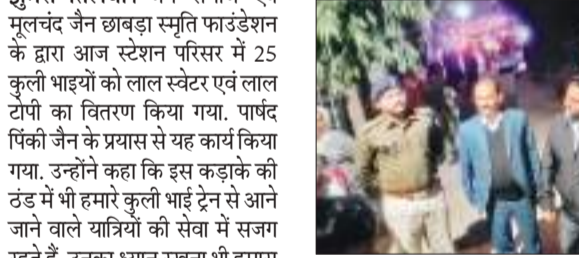 मूलचंद जैन छाबड़ा स्मृति फाउंडेशन
के द्वारा आज स्टेशन परिसर में 25
कुली भाइयों को लाल स्वेटर एवं लाल
टोपी का वितरण किया गया. पार्षद
पिंकी जैन के प्रयास से यह कार्य किया
गया. उन्होंने कहा कि इस कड़ाके की
ठंड में भी हमारे कुली भाई ट्रेन से आने
जाने वाले यात्रियों की सेवा में सजग